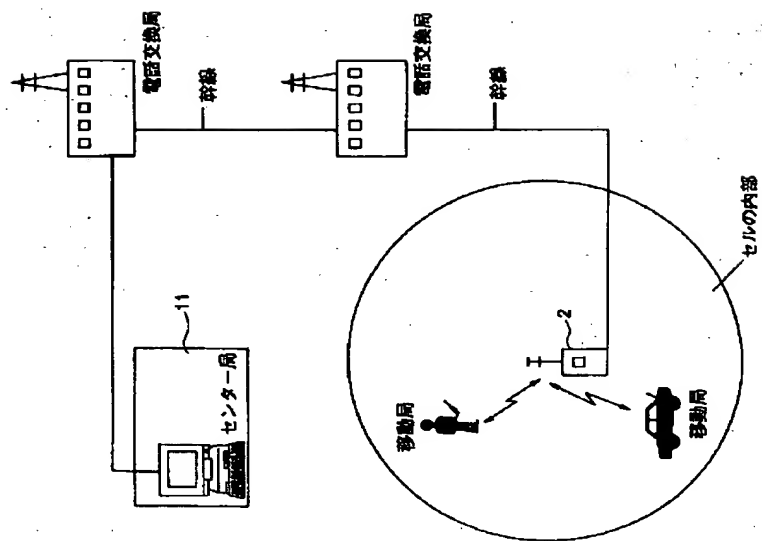 電話交換局
幹線
電話交換局
幹線
11
センター局
セルの内部
2
移動局
移動局